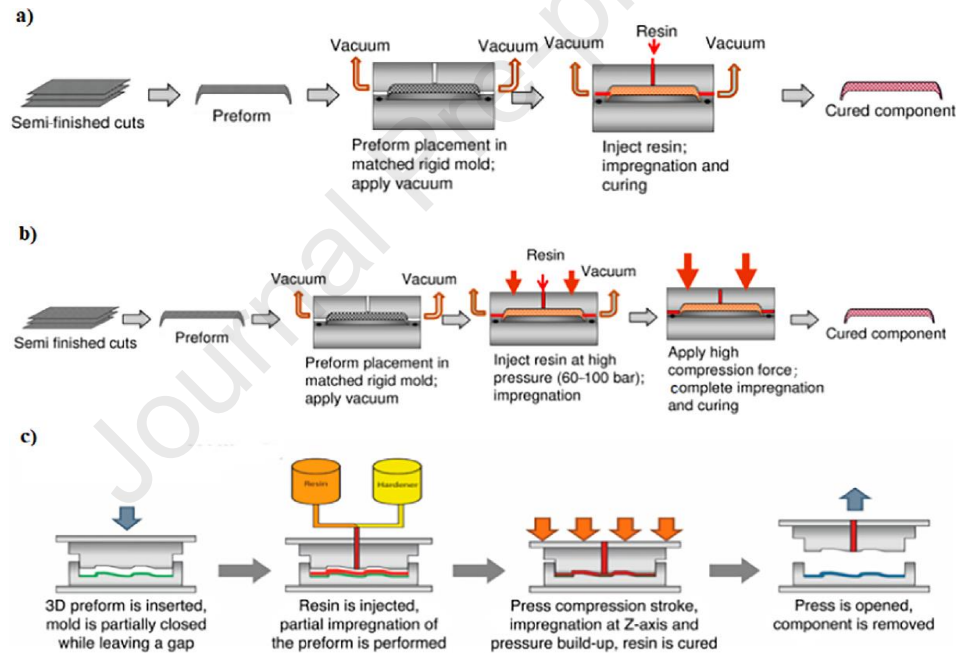 a)
Vacuum
Vacuum
Resin
Vacuum
Vacuum
Semi-finished cuts
Preform
Preform placement in
matched rigid mold;
apply vacuum
Inject resin;
impregnation and
curing
Cured component
b)
Vacuum
Vacuum
Resin
Vacuum
Semi finished cuts
Preform
Preform placement in
matched rigid mold;
apply vacuum
Inject resin at high
pressure (60-100 bar);
impregnation
Apply high
compression force;
complete impregnation
and curing
Cured component
c)
Resin
Hardener
3D preform is inserted,
mold is partially closed
while leaving a gap
Resin is injected,
partial impregnation of
the preform is performed
Press compression stroke,
impregnation at Z-axis and
pressure build-up, resin is cured
Press is opened,
component is removed
Journal Pre-p